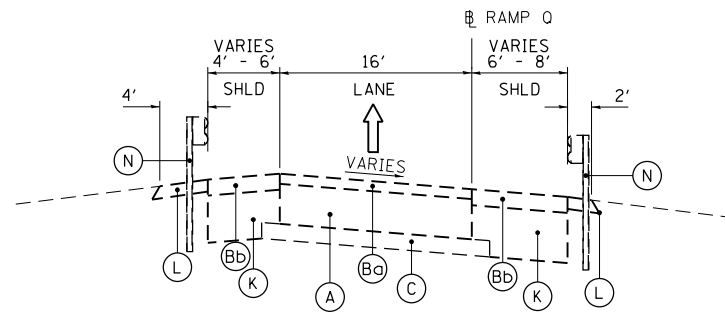 ℄ RAMP Q
VARIES
4' - 6'
SHLD
16'
LANE
VARIES
6' - 8'
SHLD
4'
2'
VARIES
N
N
L
Bb
K
A
Ba
C
Bb
K
L